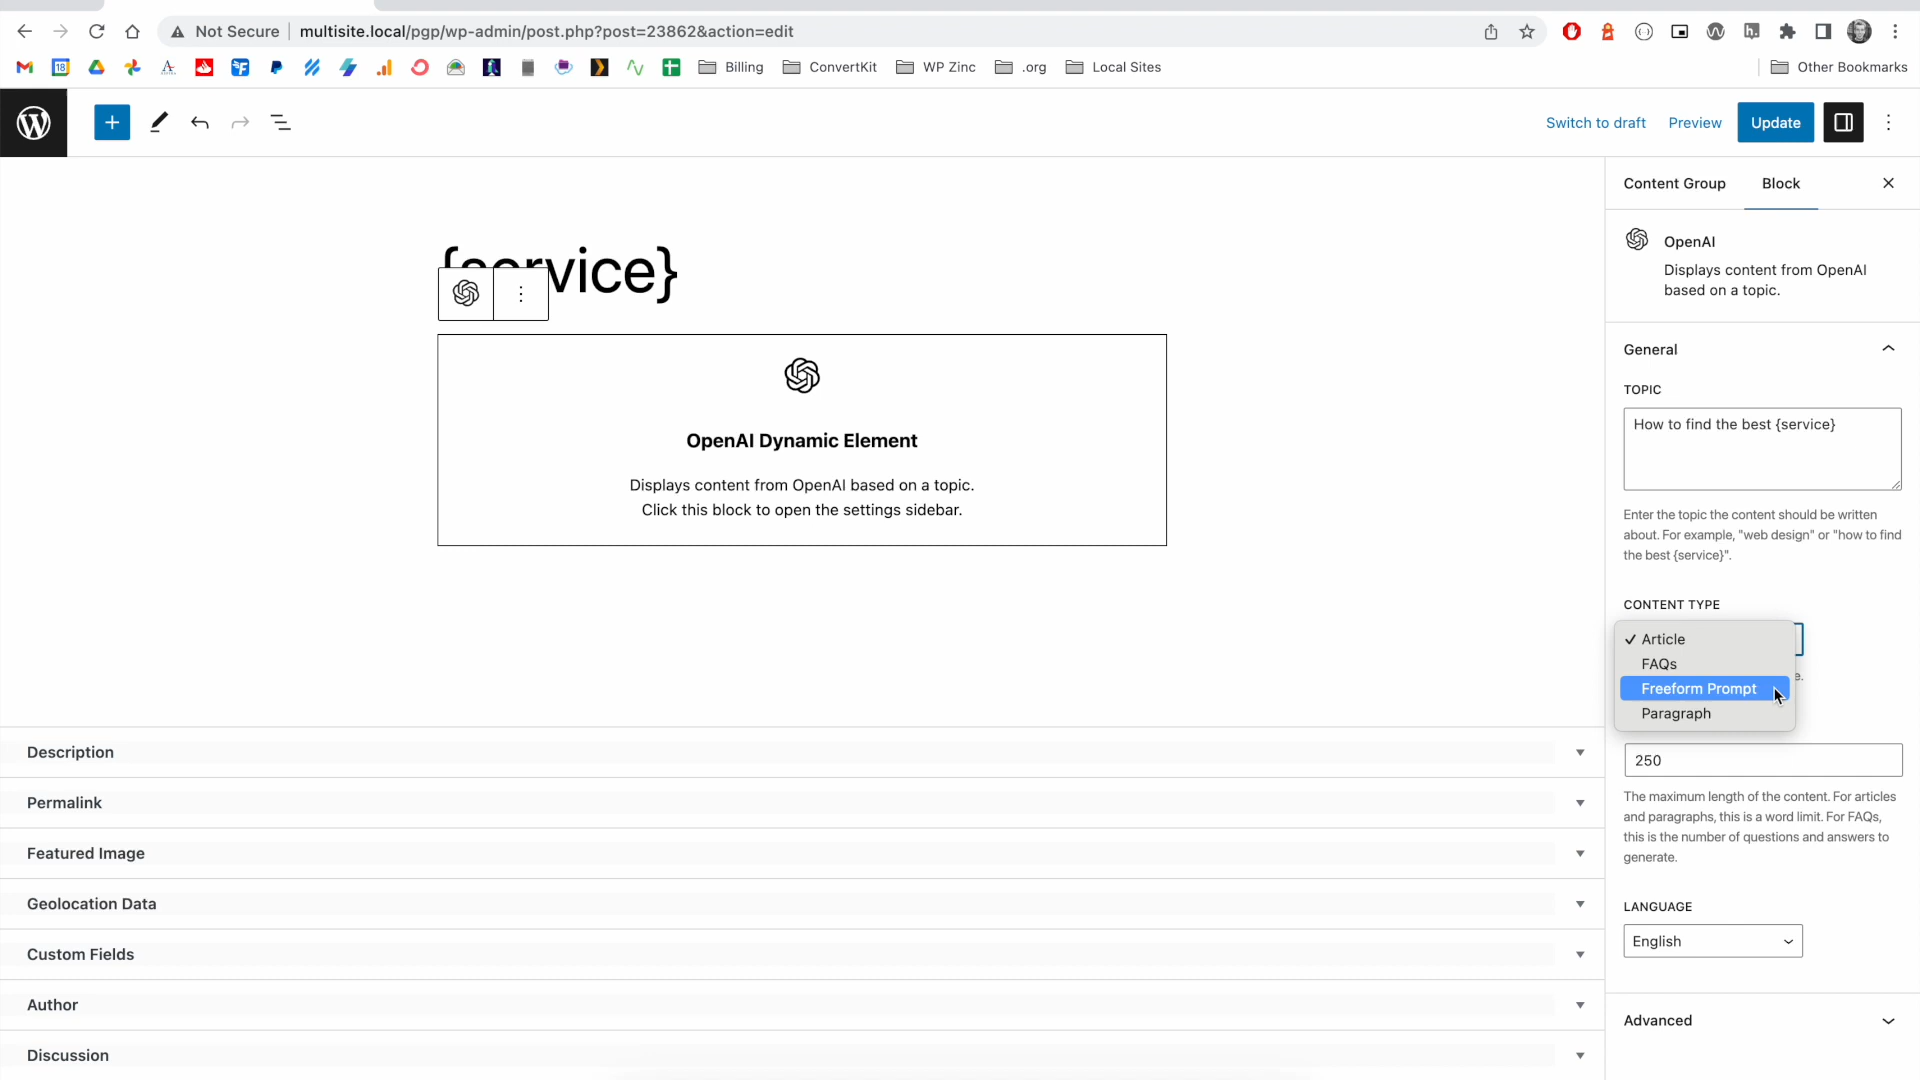 Not Secure
multisite.local/pgp/wp-admin/post.php?post=23862&action=edit
18
Billing
ConvertKit
WP Zinc
.org
Local Sites
Other Bookmarks
Switch to draft
Preview
Update
Content Group
Block
{service}
OpenAI
Displays content from OpenAI
based on a topic.
General
TOPIC
How to find the best {service}
Enter the topic the content should be written
about. For example, "web design" or "how to find
the best {service}".
OpenAI Dynamic Element
Displays content from OpenAI based on a topic.
Click this block to open the settings sidebar.
CONTENT TYPE
✓ Article
FAQs
Freeform Prompt
Paragraph
e.
250
The maximum length of the content. For articles
and paragraphs, this is a word limit. For FAQs,
this is the number of questions and answers to
generate.
LANGUAGE
English
Advanced
Description
Permalink
Featured Image
Geolocation Data
Custom Fields
Author
Discussion